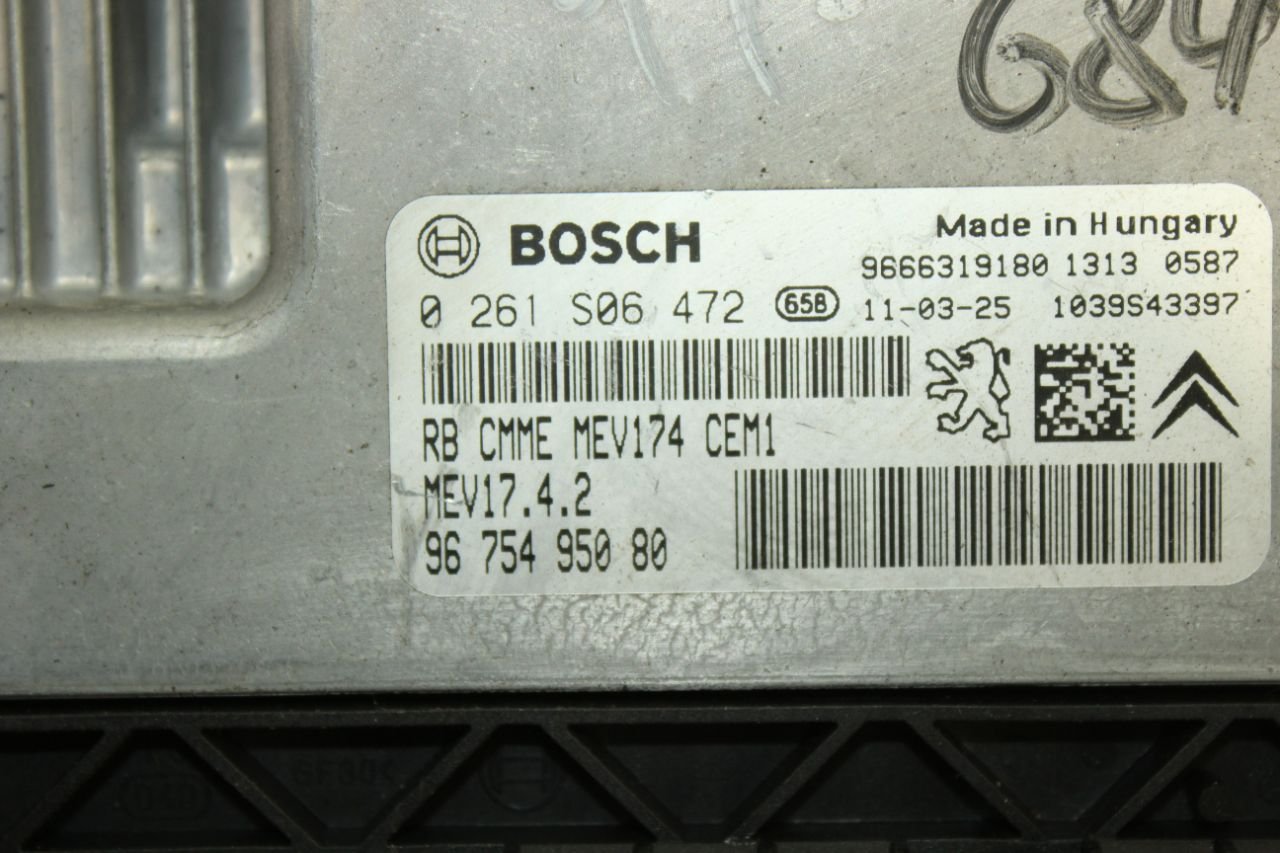 684
BOSCH
Made in Hungary
9666319180 1313 0587
0 261 S06 472 65B 11-03-25 1039S43397
RB CMME MEV174 CEM1
MEV17.4.2
96 754 950 80